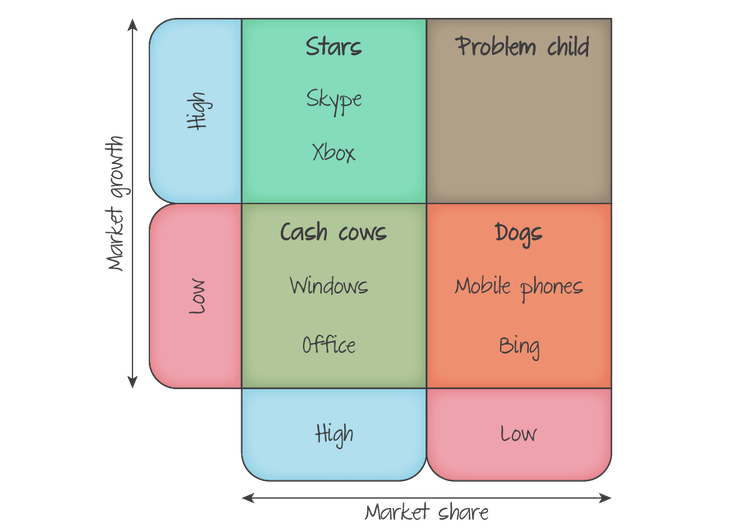 Stars
Problem child
Skype
Xbox
High
Market growth
Cash cows
Dogs
Windows
Mobile phones
Office
Bing
Low
High
Low
Market share